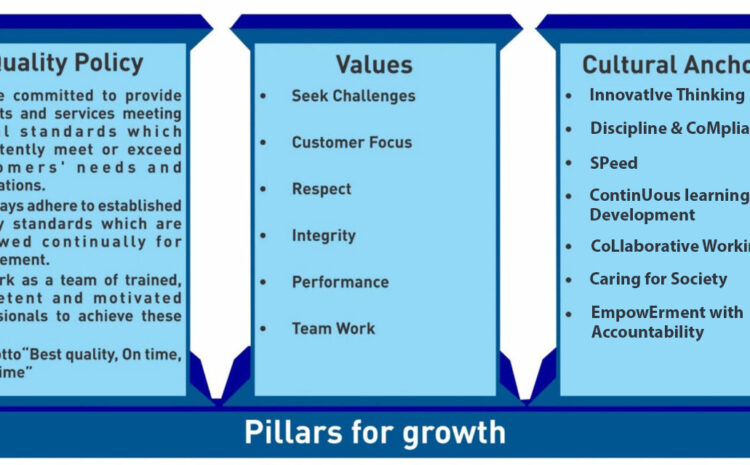 uality Policy
e committed to provide
ts and services meeting
l standards which
tently meet or exceed
omers' needs and
ations.
ays adhere to established
y standards which are
wed continually for
ement.
rk as a team of trained,
etent and motivated
sionals to achieve these
otto“Best quality, On time,
ime”
Values
• Seek Challenges
• Customer Focus
• Respect
• Integrity
• Performance
• Team Work
Cultural Ancho
• InnovatIve Thinking
• Discipline & CoMplia
• SPeed
• ContinUous learning
Development
• CoLlaborative Workin
• Caring for Society
• EmpowErment with
Accountability
Pillars for growth